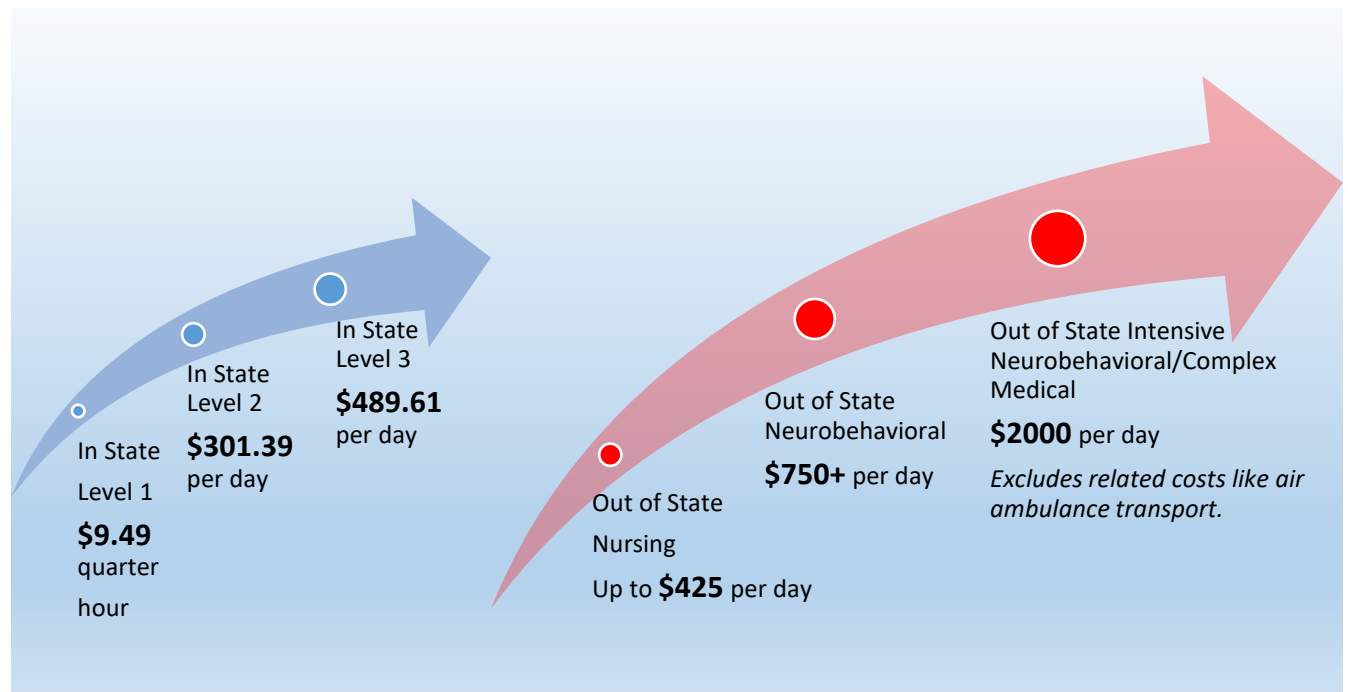 In State
Level 1
$9.49
quarter
hour
In State
Level 2
$301.39
per day
In State
Level 3
$489.61
per day
Out of State
Nursing
Up to $425 per day
Out of State
Neurobehavioral
$750+ per day
Out of State Intensive
Neurobehavioral/Complex
Medical
$2000 per day
Excludes related costs like air
ambulance transport.